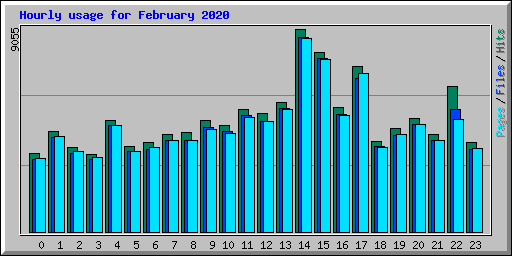 Hourly usage for February 2020
9055
Pages/Files/Hits
0 1 2 3 4 5 6 7 8 9 10 11 12 13 14 15 16 17 18 19 20 21 22 23